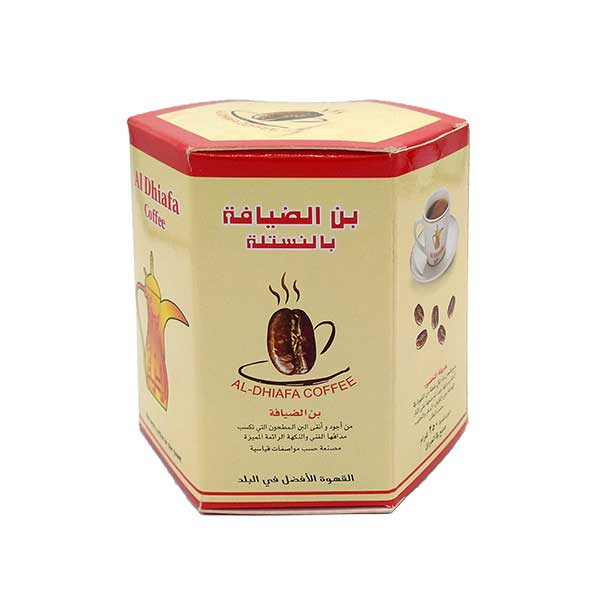 Al Dhiafa
Coffee
بن الضيافة
بالنستلة
AL-DHIAFA COFFEE
بن الضيافة
من أجود و أنقى البن المطحون التي تكسب
مذاقها الغني والنكهة الرائعة المميزة
مصنعة حسب مواصفات قياسية
القهوة الأفضل في البلد